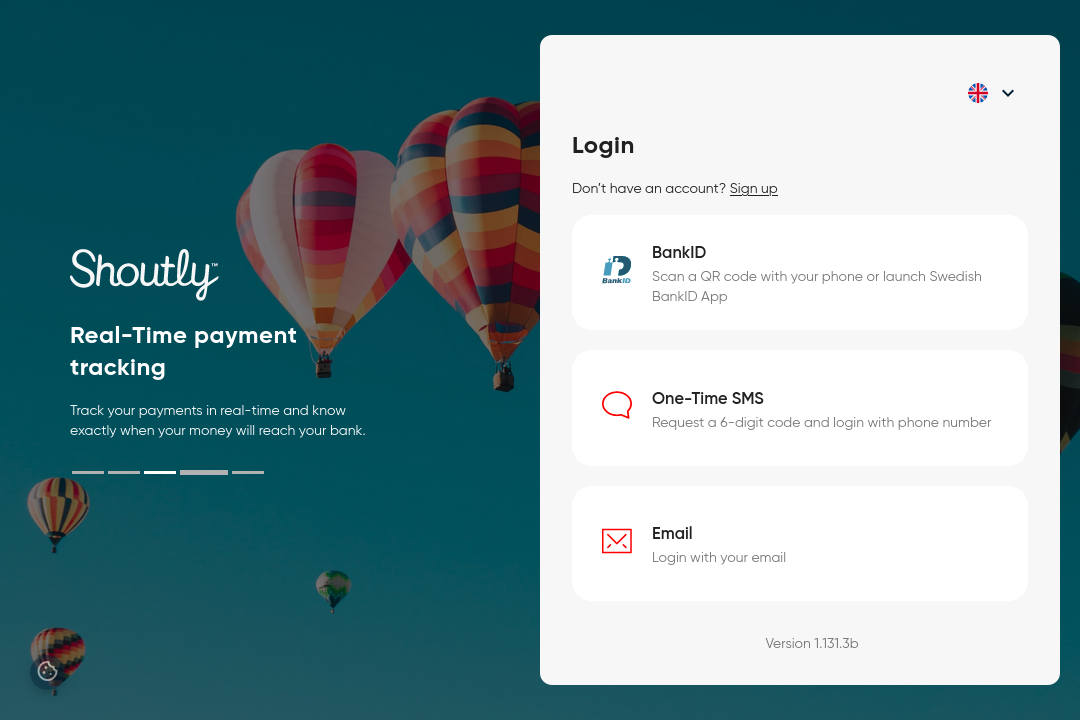 Shoutly™
Real-Time payment
tracking
Track your payments in real-time and know
exactly when your money will reach your bank.
Login
Don't have an account? Sign up
BankID
BankID
Scan a QR code with your phone or launch Swedish
BankID App
One-Time SMS
Request a 6-digit code and login with phone number
Email
Login with your email
Version 1.131.3b